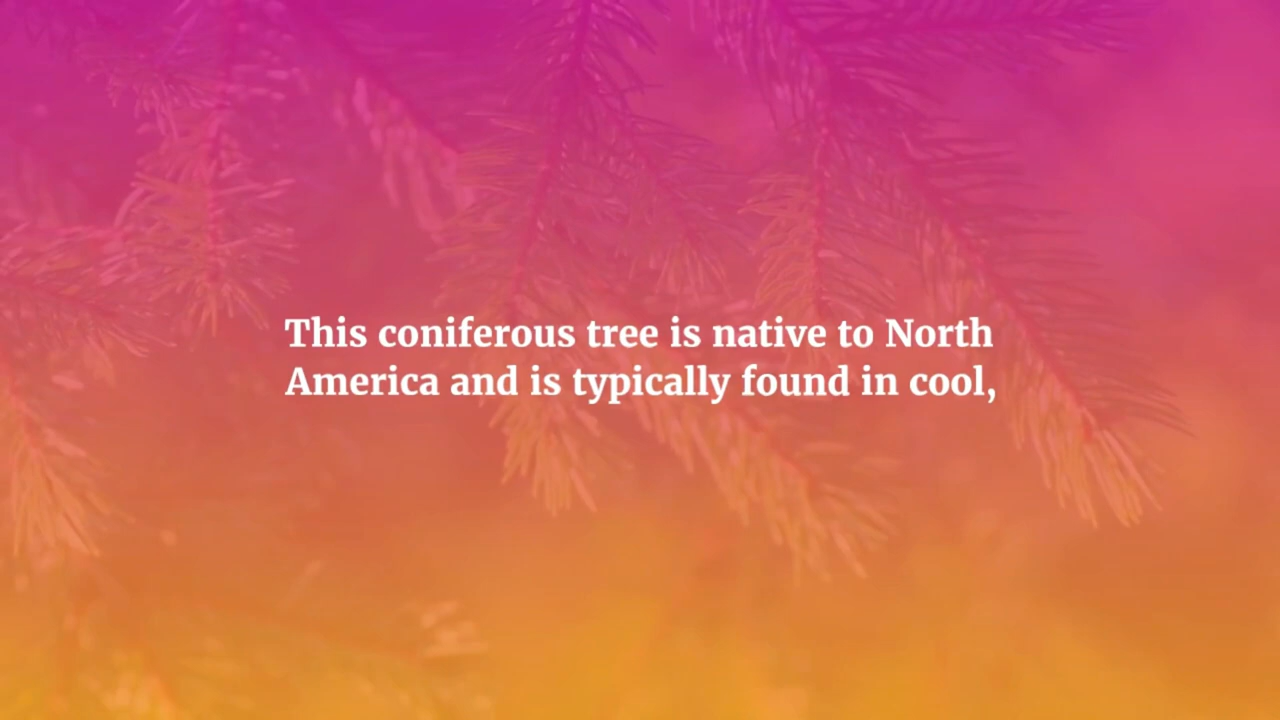 This coniferous tree is native to North
America and is typically found in cool,